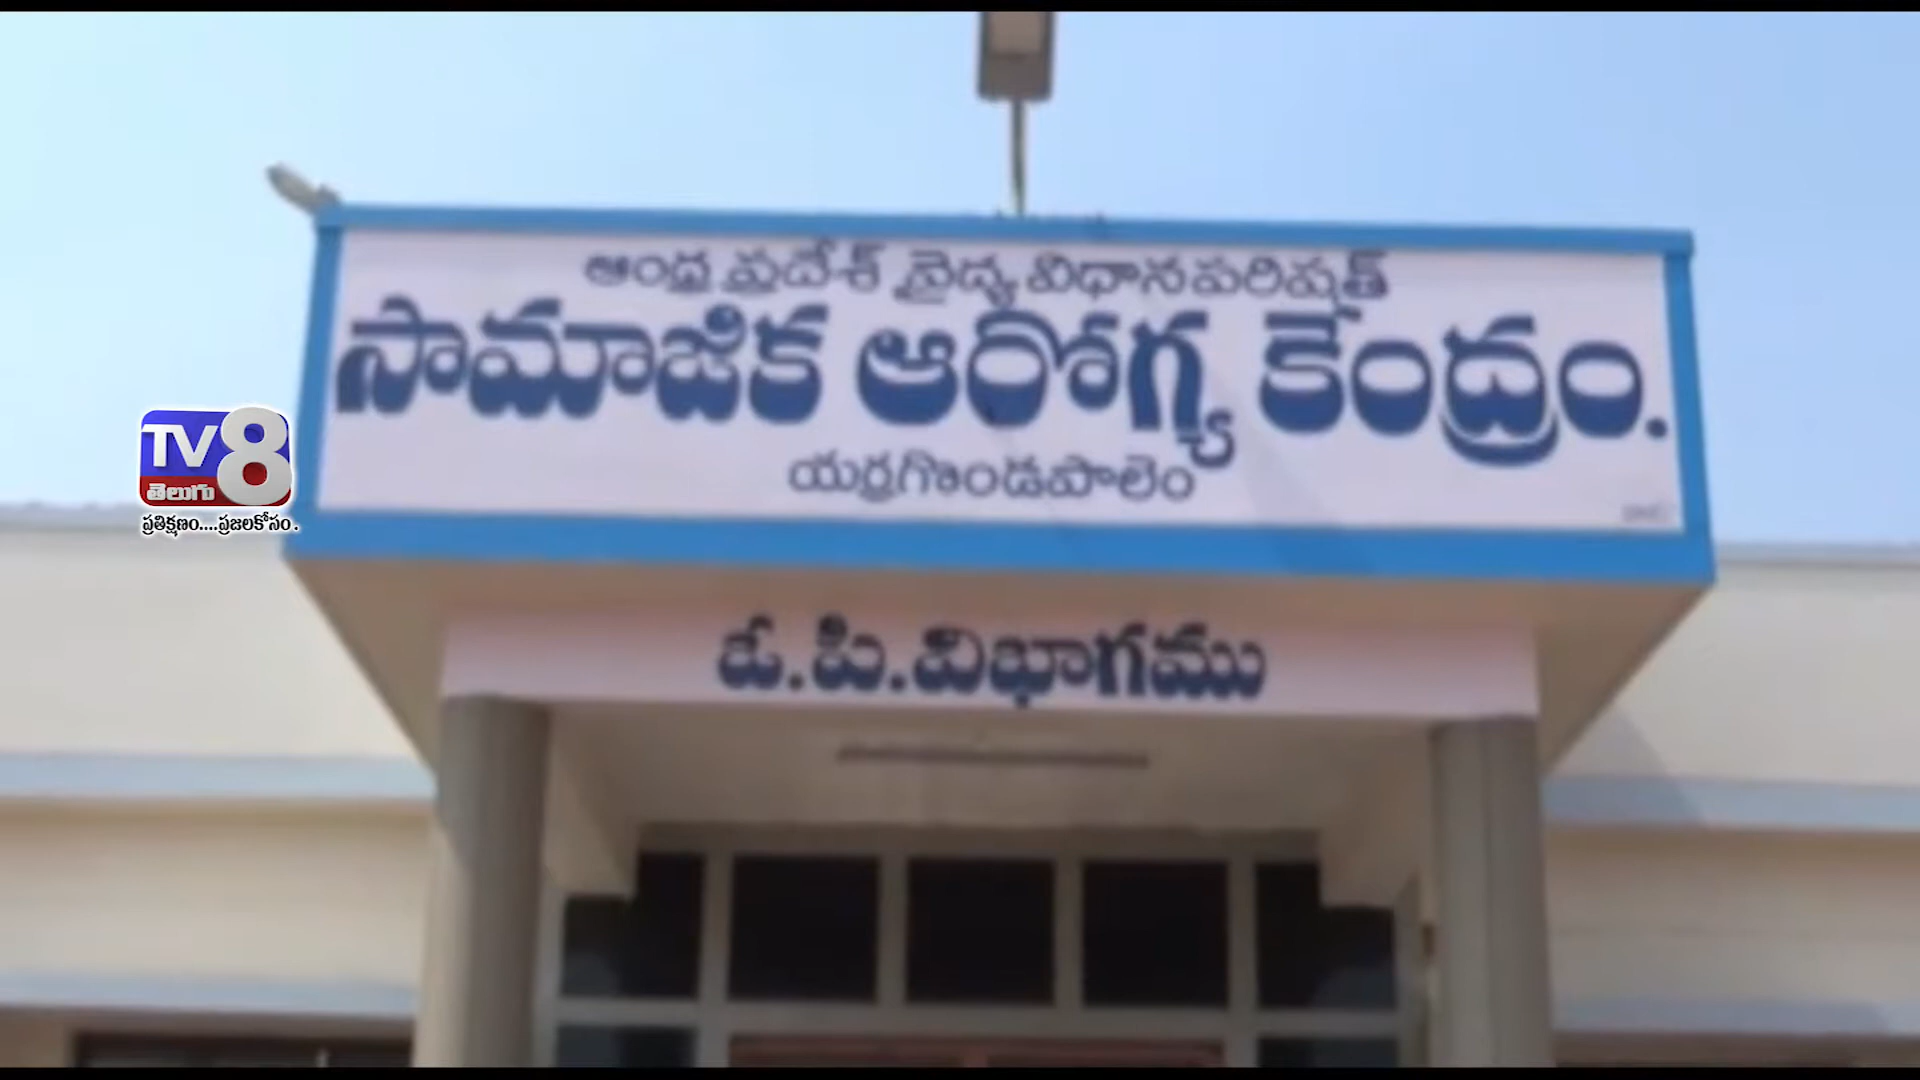 ఆంధ్ర ప్రదేశ్ వైద్య విధాన పరిషత్
సామాజిక ఆరోగ్య కేంద్రం.
యర్రగొండపాలెం
TV8
తెలుగు
ప్రతిక్షణం....ప్రజలకోసం.
ఓ.పి.విభాగము